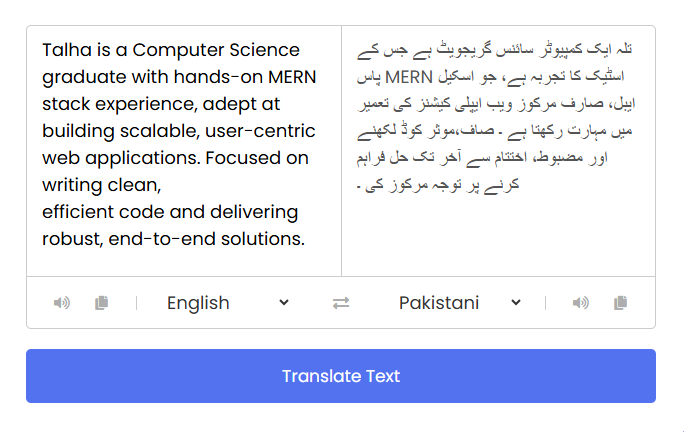 Talha is a Computer Science
graduate with hands-on MERN
stack experience, adept at
building scalable, user-centric
web applications. Focused on
writing clean,
efficient code and delivering
robust, end-to-end solutions.
تلہ ایک کمپیوٹر سائنس گریجویٹ ہے جس کے
پاس MERN اسٹیک کا تجربہ ہے، جو اسکیل
ایبل، صارف مرکوز ویب ایپلی کیشنز کی تعمیر
میں مہارت رکھتا ہے ۔ صاف،موثر کوڈ لکھنے
اور مضبوط، اختتام سے آخر تک حل فراہم
کرنے پر توجہ مرکوز کی ۔
English
Pakistani
Translate Text